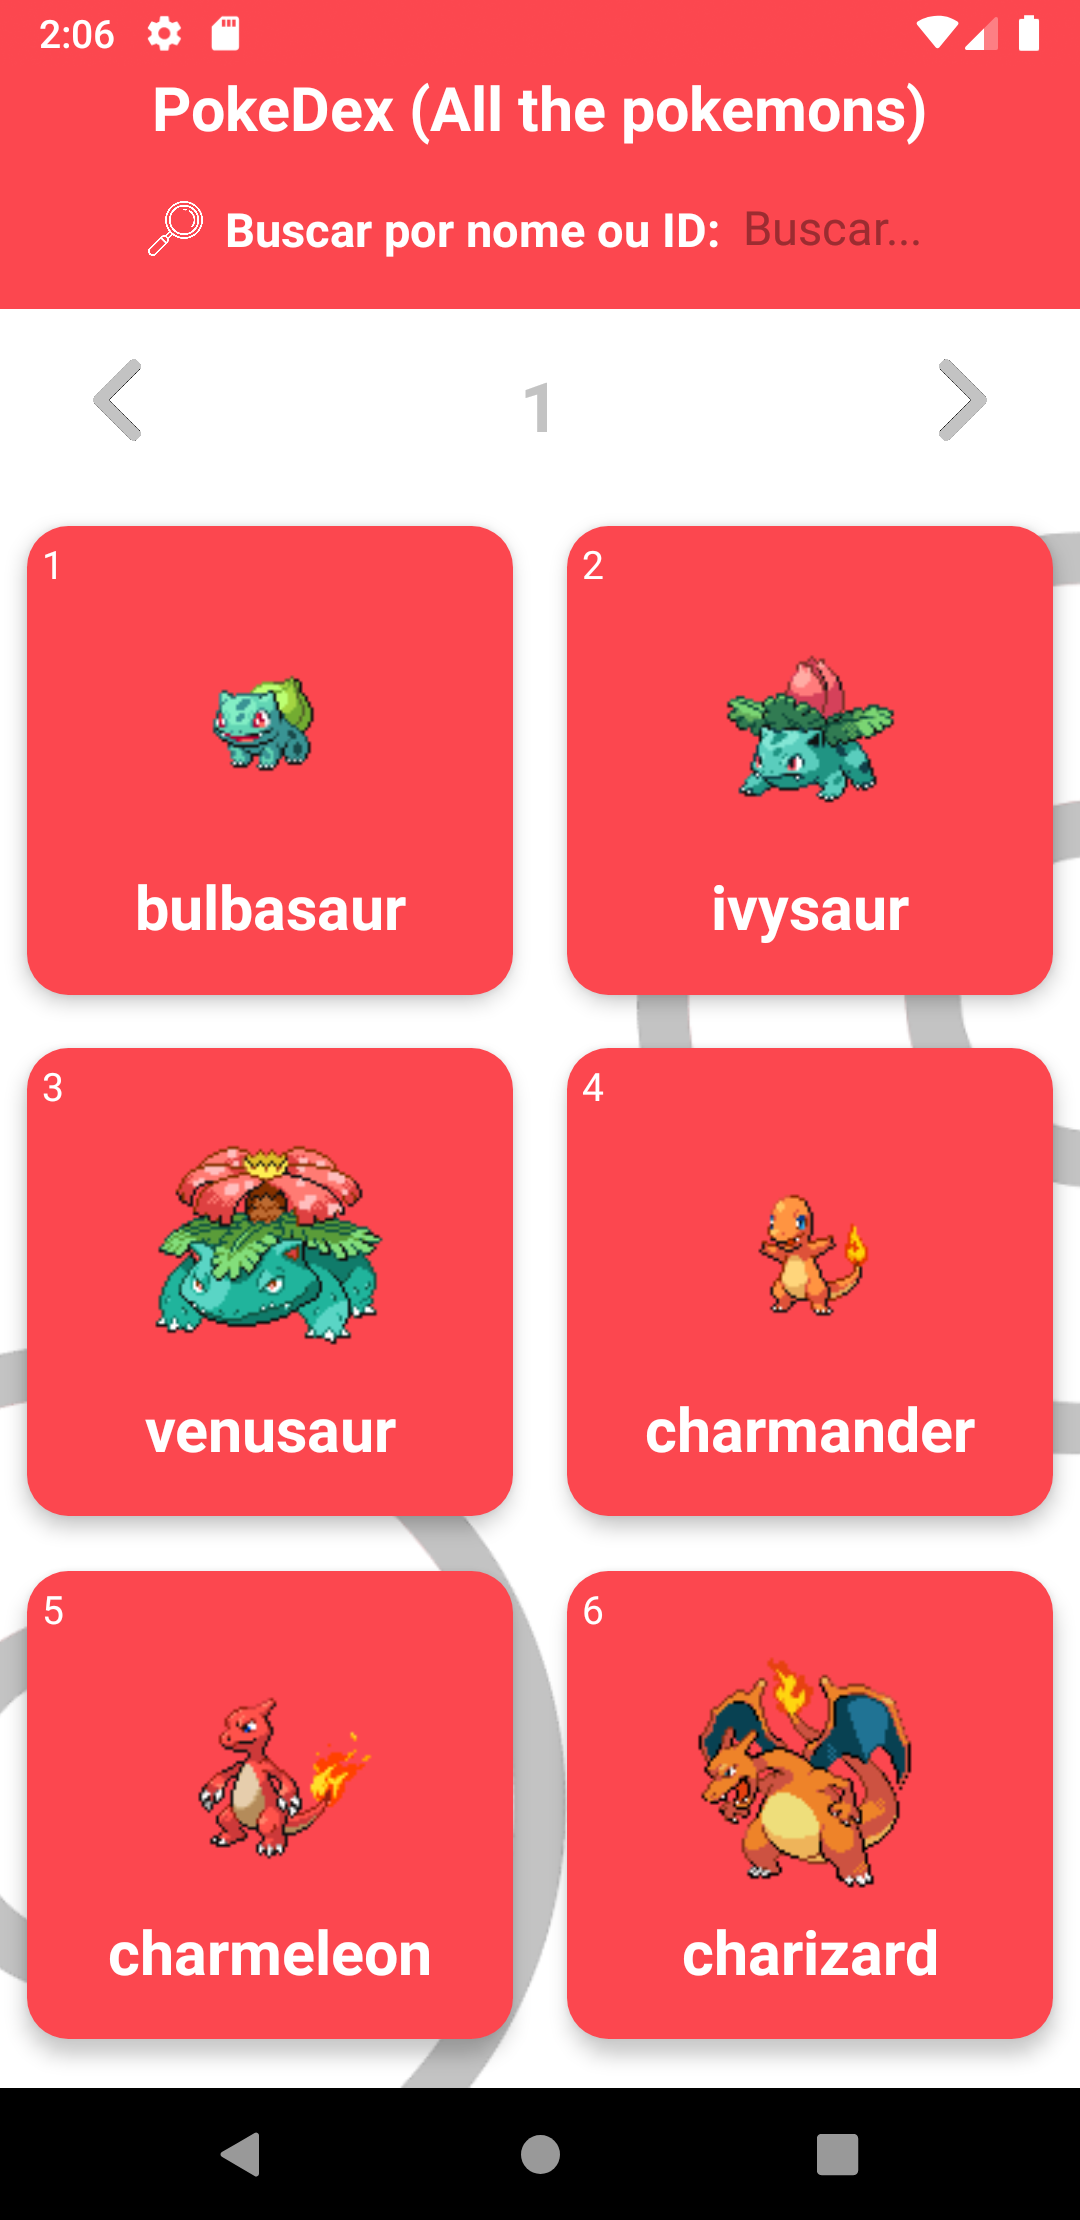 2:06
PokeDex (All the pokemons)
Buscar por nome ou ID: Buscar...
1
1
2
bulbasaur
ivysaur
3
4
venusaur
charmander
5
6
charmeleon
charizard